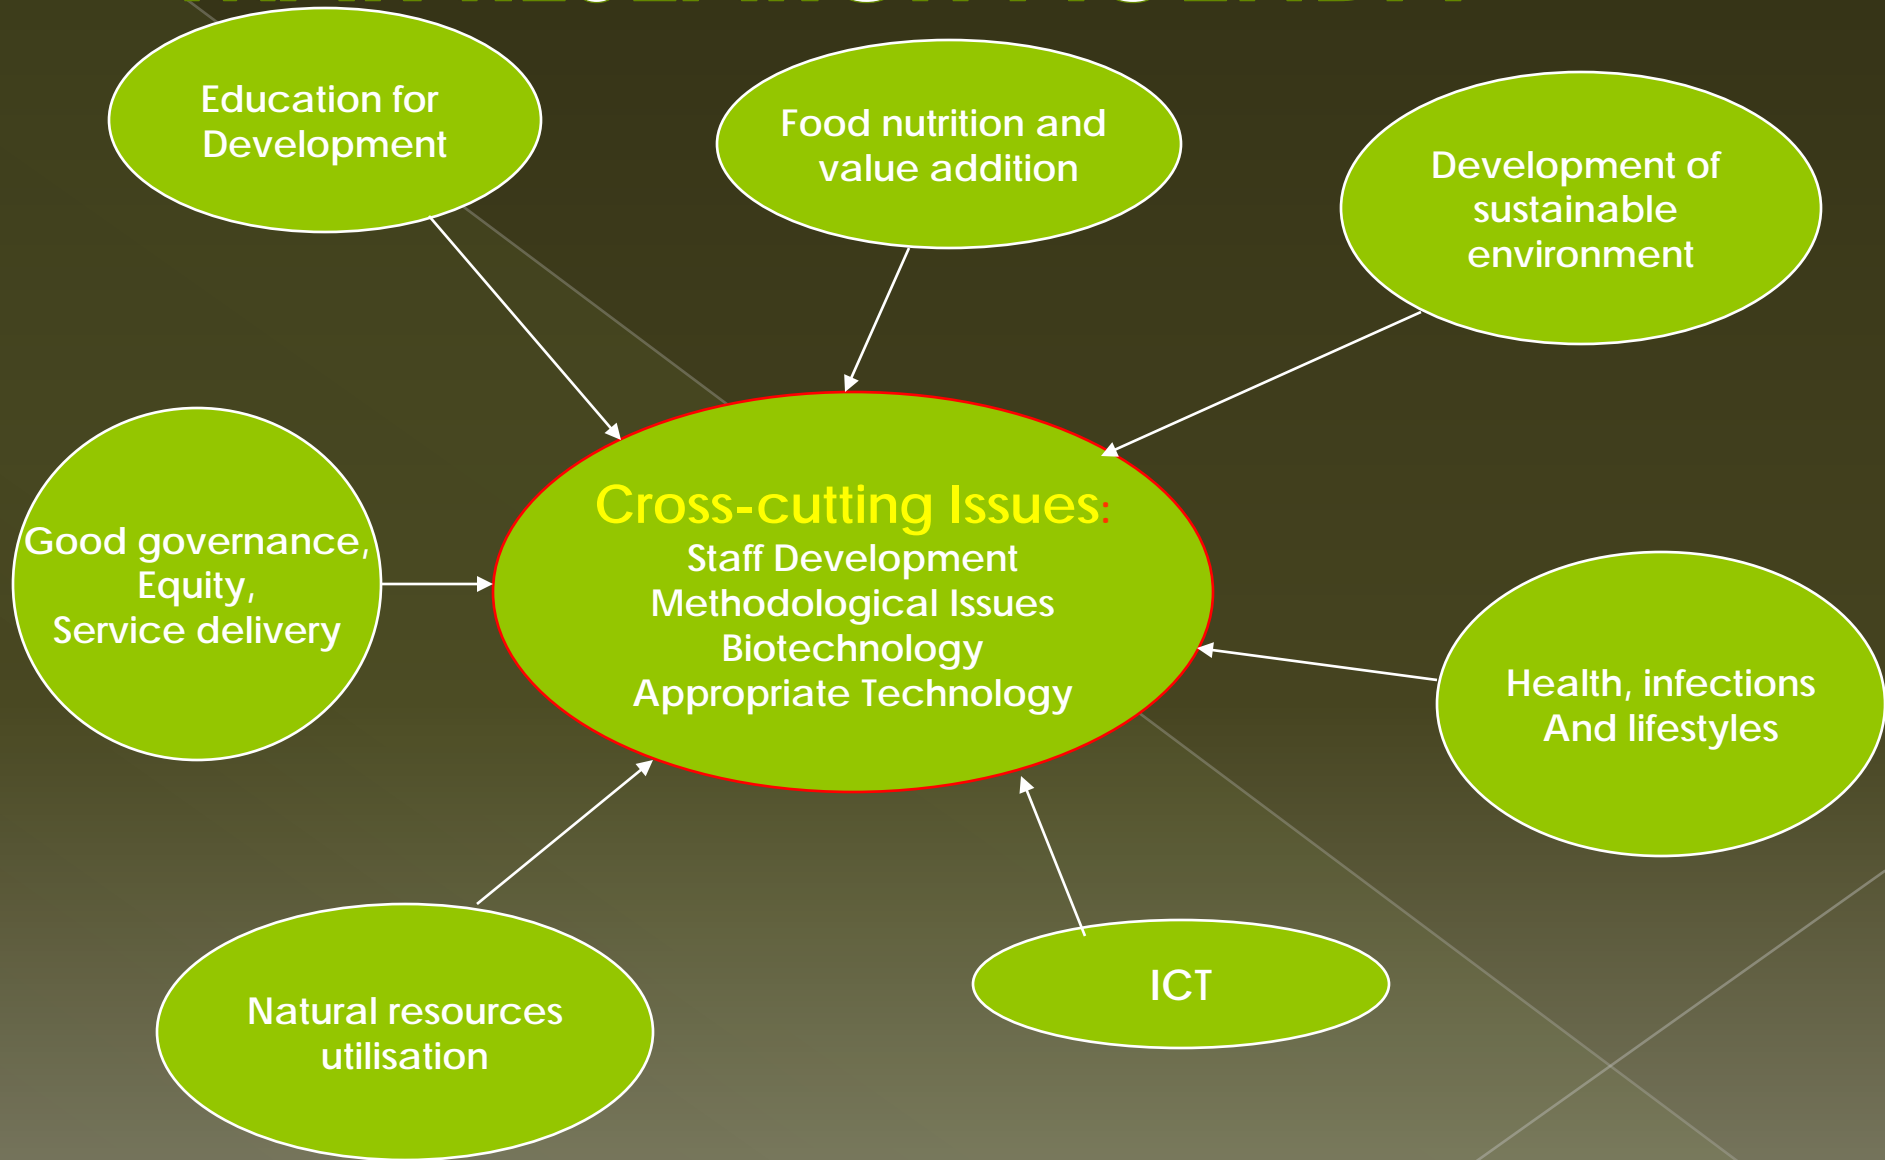 Education for
Development
Food nutrition and
value addition
Development of
sustainable
environment
Good governance,
Equity,
Service delivery
Cross-cutting Issues:
Staff Development
Methodological Issues
Biotechnology
Appropriate Technology
Health, infections
And lifestyles
Natural resources
utilisation
ICT